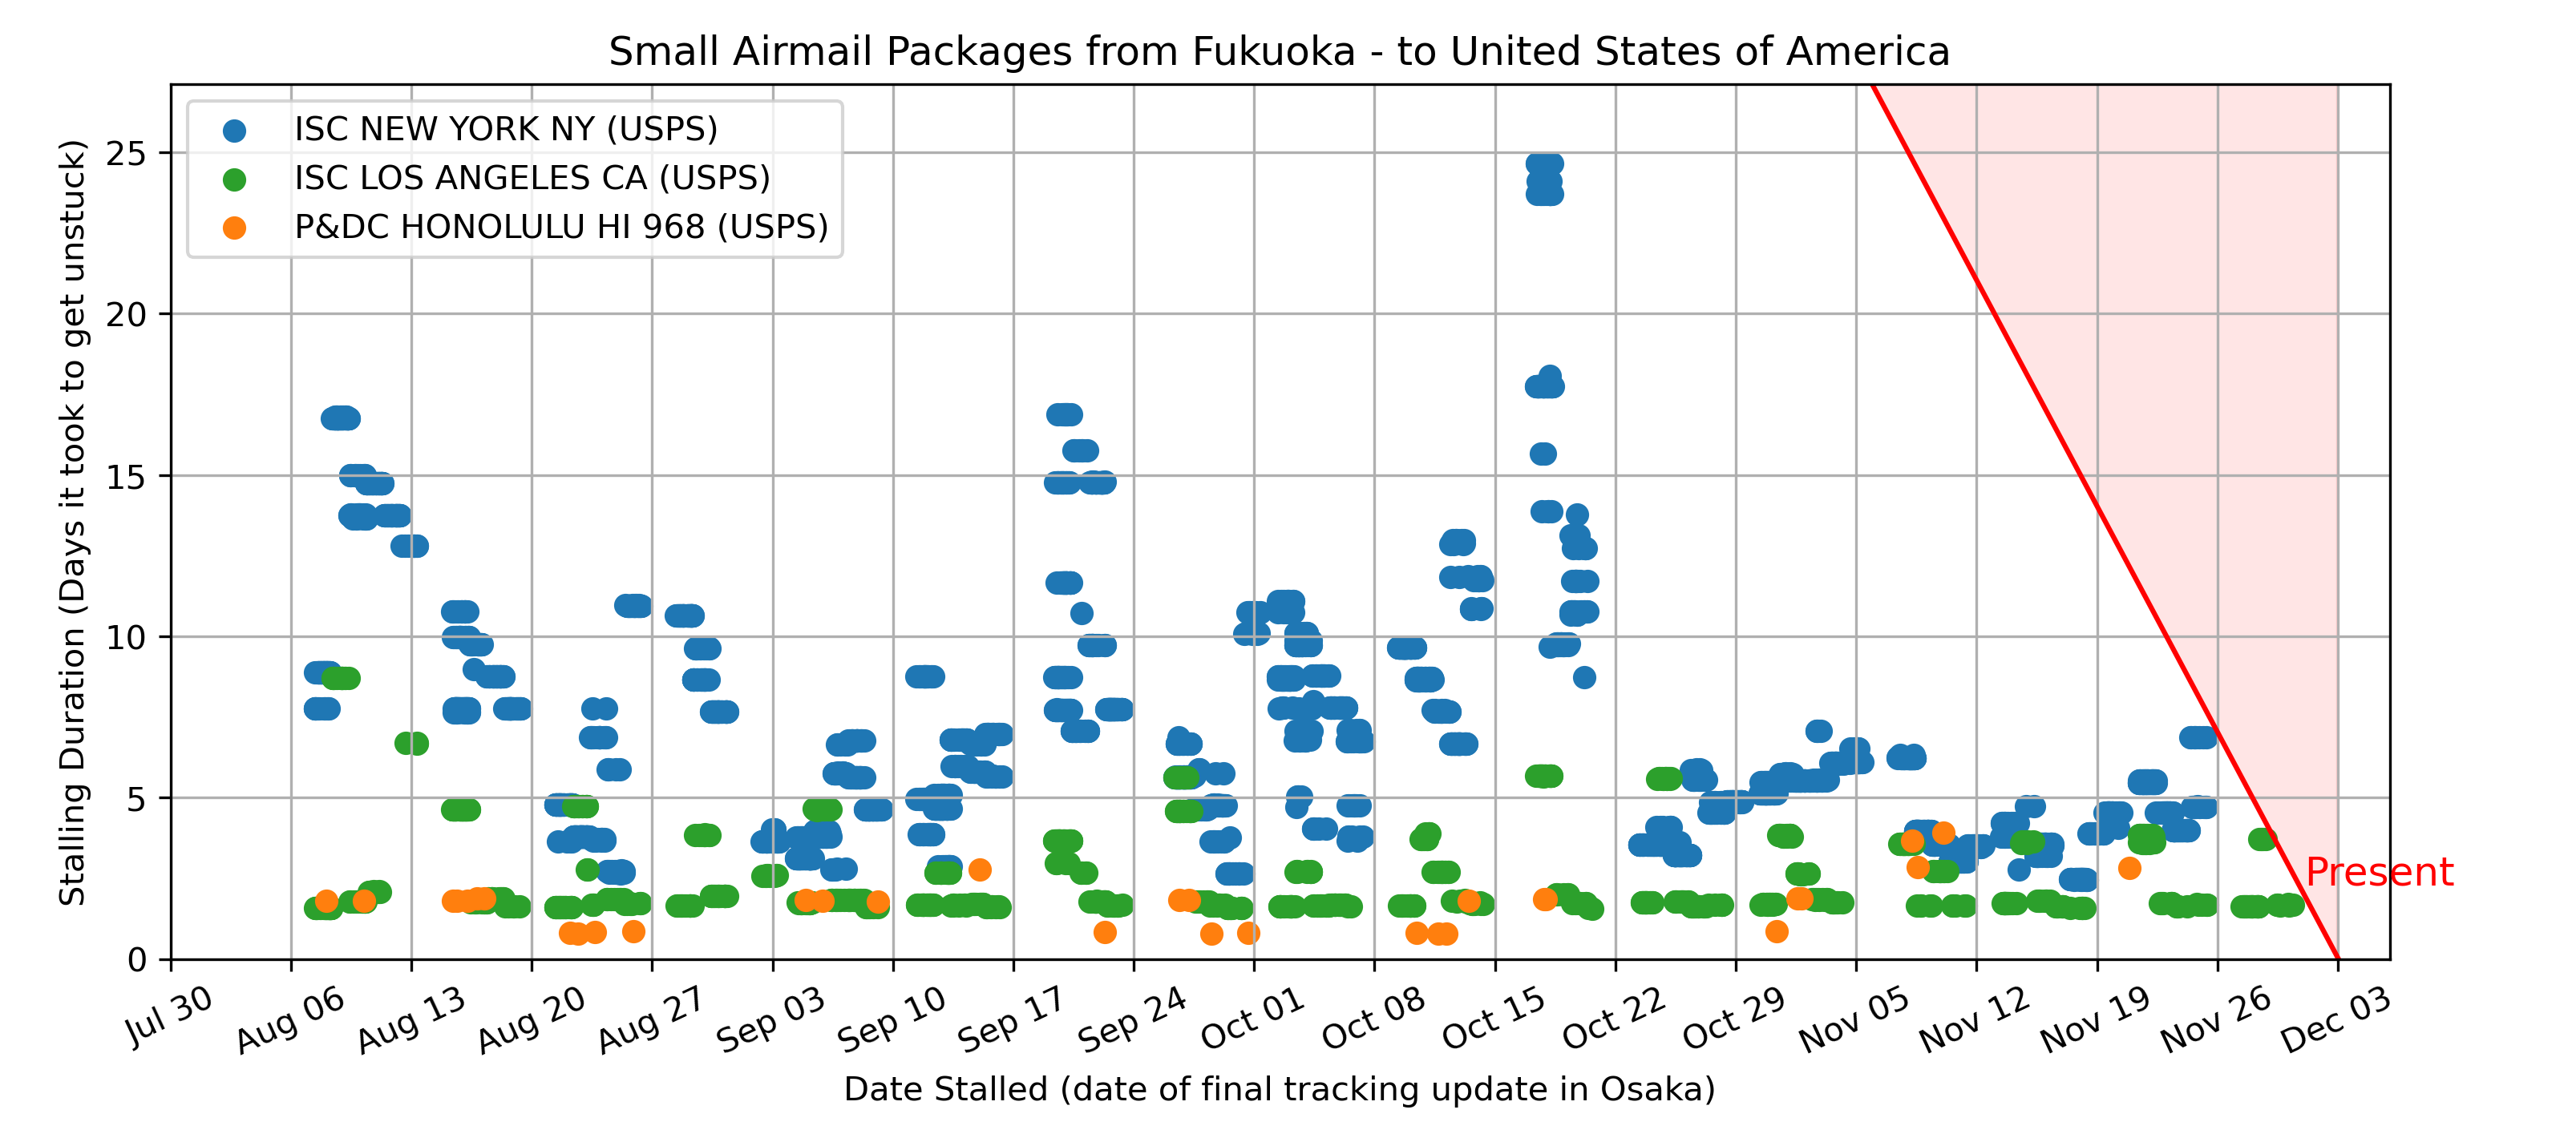 Small Airmail Packages from Fukuoka - to United States of America
ISC NEW YORK NY (USPS)
ISC LOS ANGELES CA (USPS)
P&DC HONOLULU HI 968 (USPS)
Stalling Duration (Days it took to get unstuck)
25
20
15
10
5
0
Present
Jul 30
Aug 06
Aug 13
Aug 20
Aug 27
Sep 03
Sep 10
Sep 17
Sep 24
Oct 01
Oct 08
Oct 15
Oct 22
Oct 29
Nov 05
Nov 12
Nov 19
Nov 26
Dec 03
Date Stalled (date of final tracking update in Osaka)